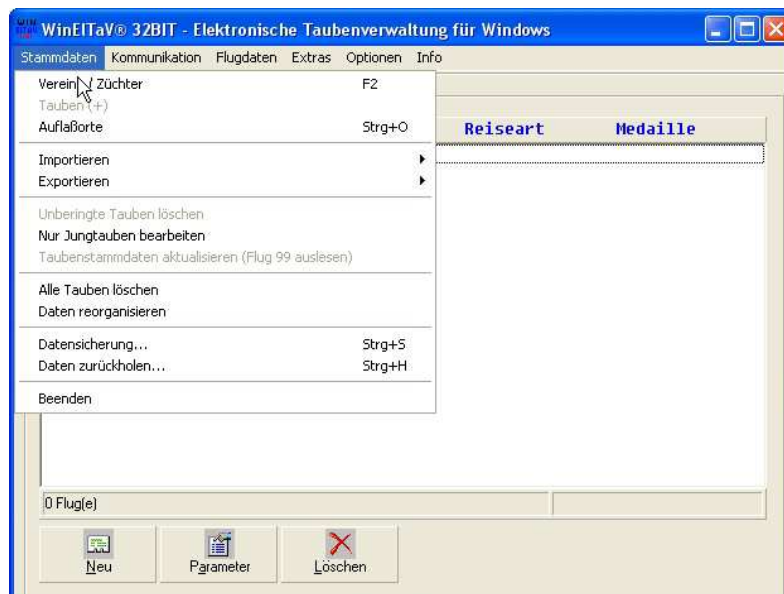 WinElTaV® 32BIT - Elektronische Taubenverwaltung für Windows
Stammdaten Kommunikation Flugdaten Extras Optionen Info
Verein / Züchter F2
Tauben (+)
Auflaßorte Strg+O
Reiseart Medaille
Importieren
Exportieren
Unberingte Tauben löschen
Nur Jungtauben bearbeiten
Taubenstammdaten aktualisieren (Flug 99 auslesen)
Alle Tauben löschen
Daten reorganisieren
Datensicherung... Strg+S
Daten zurückholen... Strg+H
Beenden
0 Flug(e)
Neu Parameter Löschen